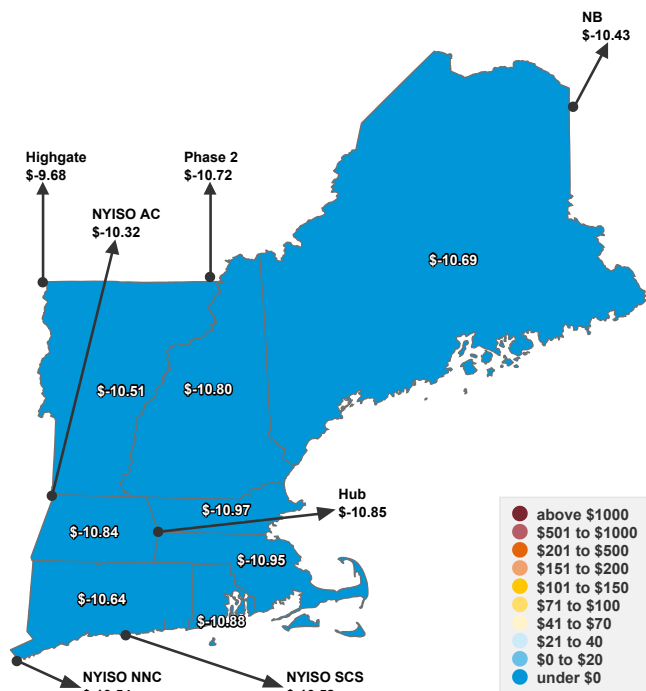 NB
$-10.43
Highgate
$-9.68
Phase 2
$-10.72
NYISO AC
$-10.32
$-10.69
$-10.51
$-10.80
Hub
$-10.85
$-10.97
$-10.84
$-10.95
$-10.64
$-10.88
above $1000
$501 to $1000
$201 to $500
$151 to $200
$101 to $150
$71 to $100
$41 to $70
$21 to 40
$0 to $20
under $0
NYISO NNC
NYISO SCS